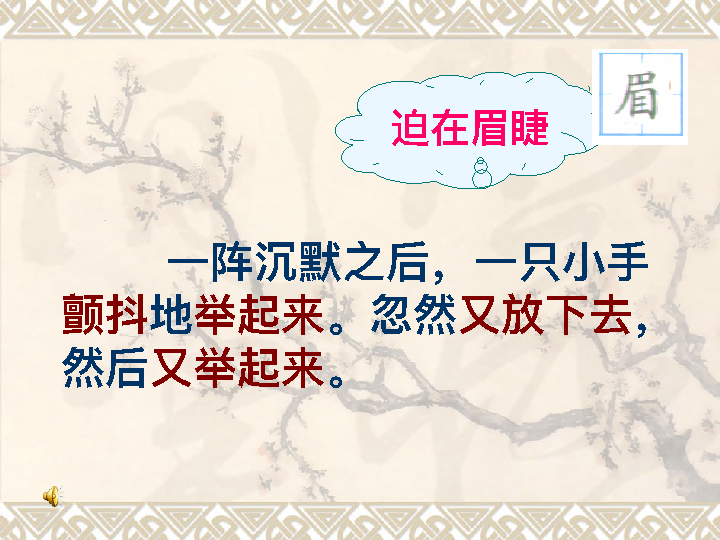 迫在眉睫
眉
一阵沉默之后，一只小手
颤抖地举起来。忽然又放下去，
然后又举起来。